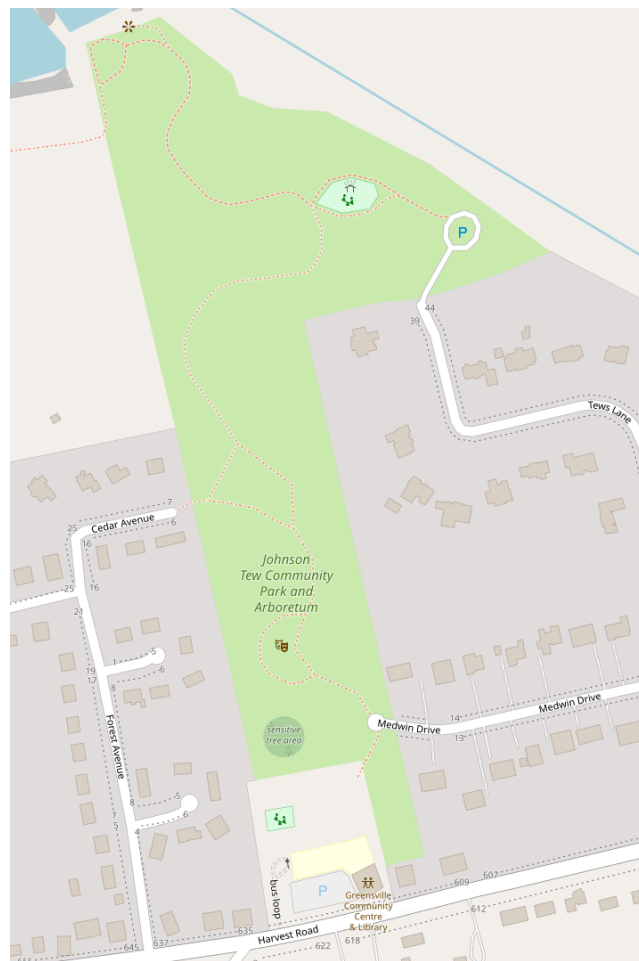 P
44
39
Tews Lane
7
6
Cedar Avenue
25
16
25
16
21
Johnson
Tew Community
Park and
Arboretum
5
1
6
19
17
8
Forest Avenue
14
Medwin Drive
Medwin Drive
13
sensitive
tree area
5
8
6
7
5
4
bus loop
P
Greensville
Community
Centre
& Library
609
607
612
635
637
645
655
Harvest Road
622
618